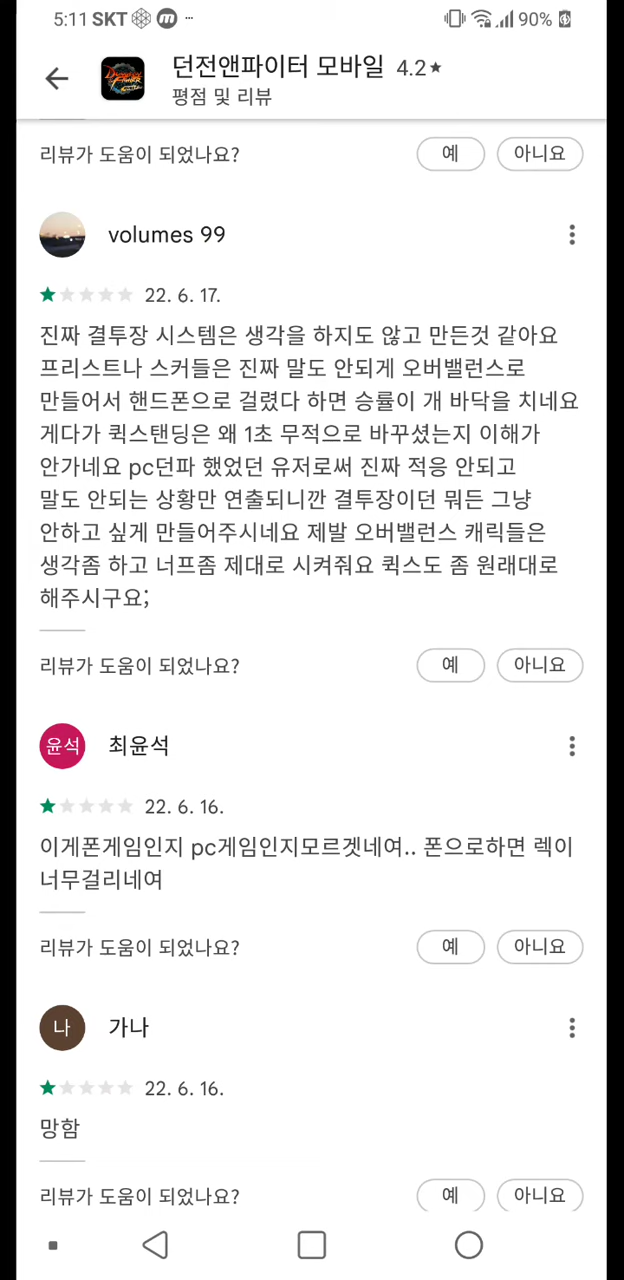 5:11 SKT
90%
던전앤파이터 모바일 4.2★
평점 및 리뷰
리뷰가 도움이 되었나요? 예 아니요
volumes 99
22. 6. 17.
진짜 결투장 시스템은 생각을 하지도 않고 만든것 같아요
프리스트나 스커들은 진짜 말도 안되게 오버밸런스로
만들어서 핸드폰으로 걸렸다 하면 승률이 개 바닥을 치네요
게다가 퀵스탠딩은 왜 1초 무적으로 바꾸셨는지 이해가
안가네요 pc던파 했었던 유저로써 진짜 적응 안되고
말도 안되는 상황만 연출되니깐 결투장이던 뭐든 그냥
안하고 싶게 만들어주시네요 제발 오버밸런스 캐릭들은
생각좀 하고 너프좀 제대로 시켜줘요 퀵스도 좀 원래대로
해주시구요;
리뷰가 도움이 되었나요? 예 아니요
윤석 최윤석
22. 6. 16.
이게폰게임인지 pc게임인지모르겟네여.. 폰으로하면 렉이
너무걸리네여
리뷰가 도움이 되었나요? 예 아니요
나 가나
22. 6. 16.
망함
리뷰가 도움이 되었나요? 예 아니요